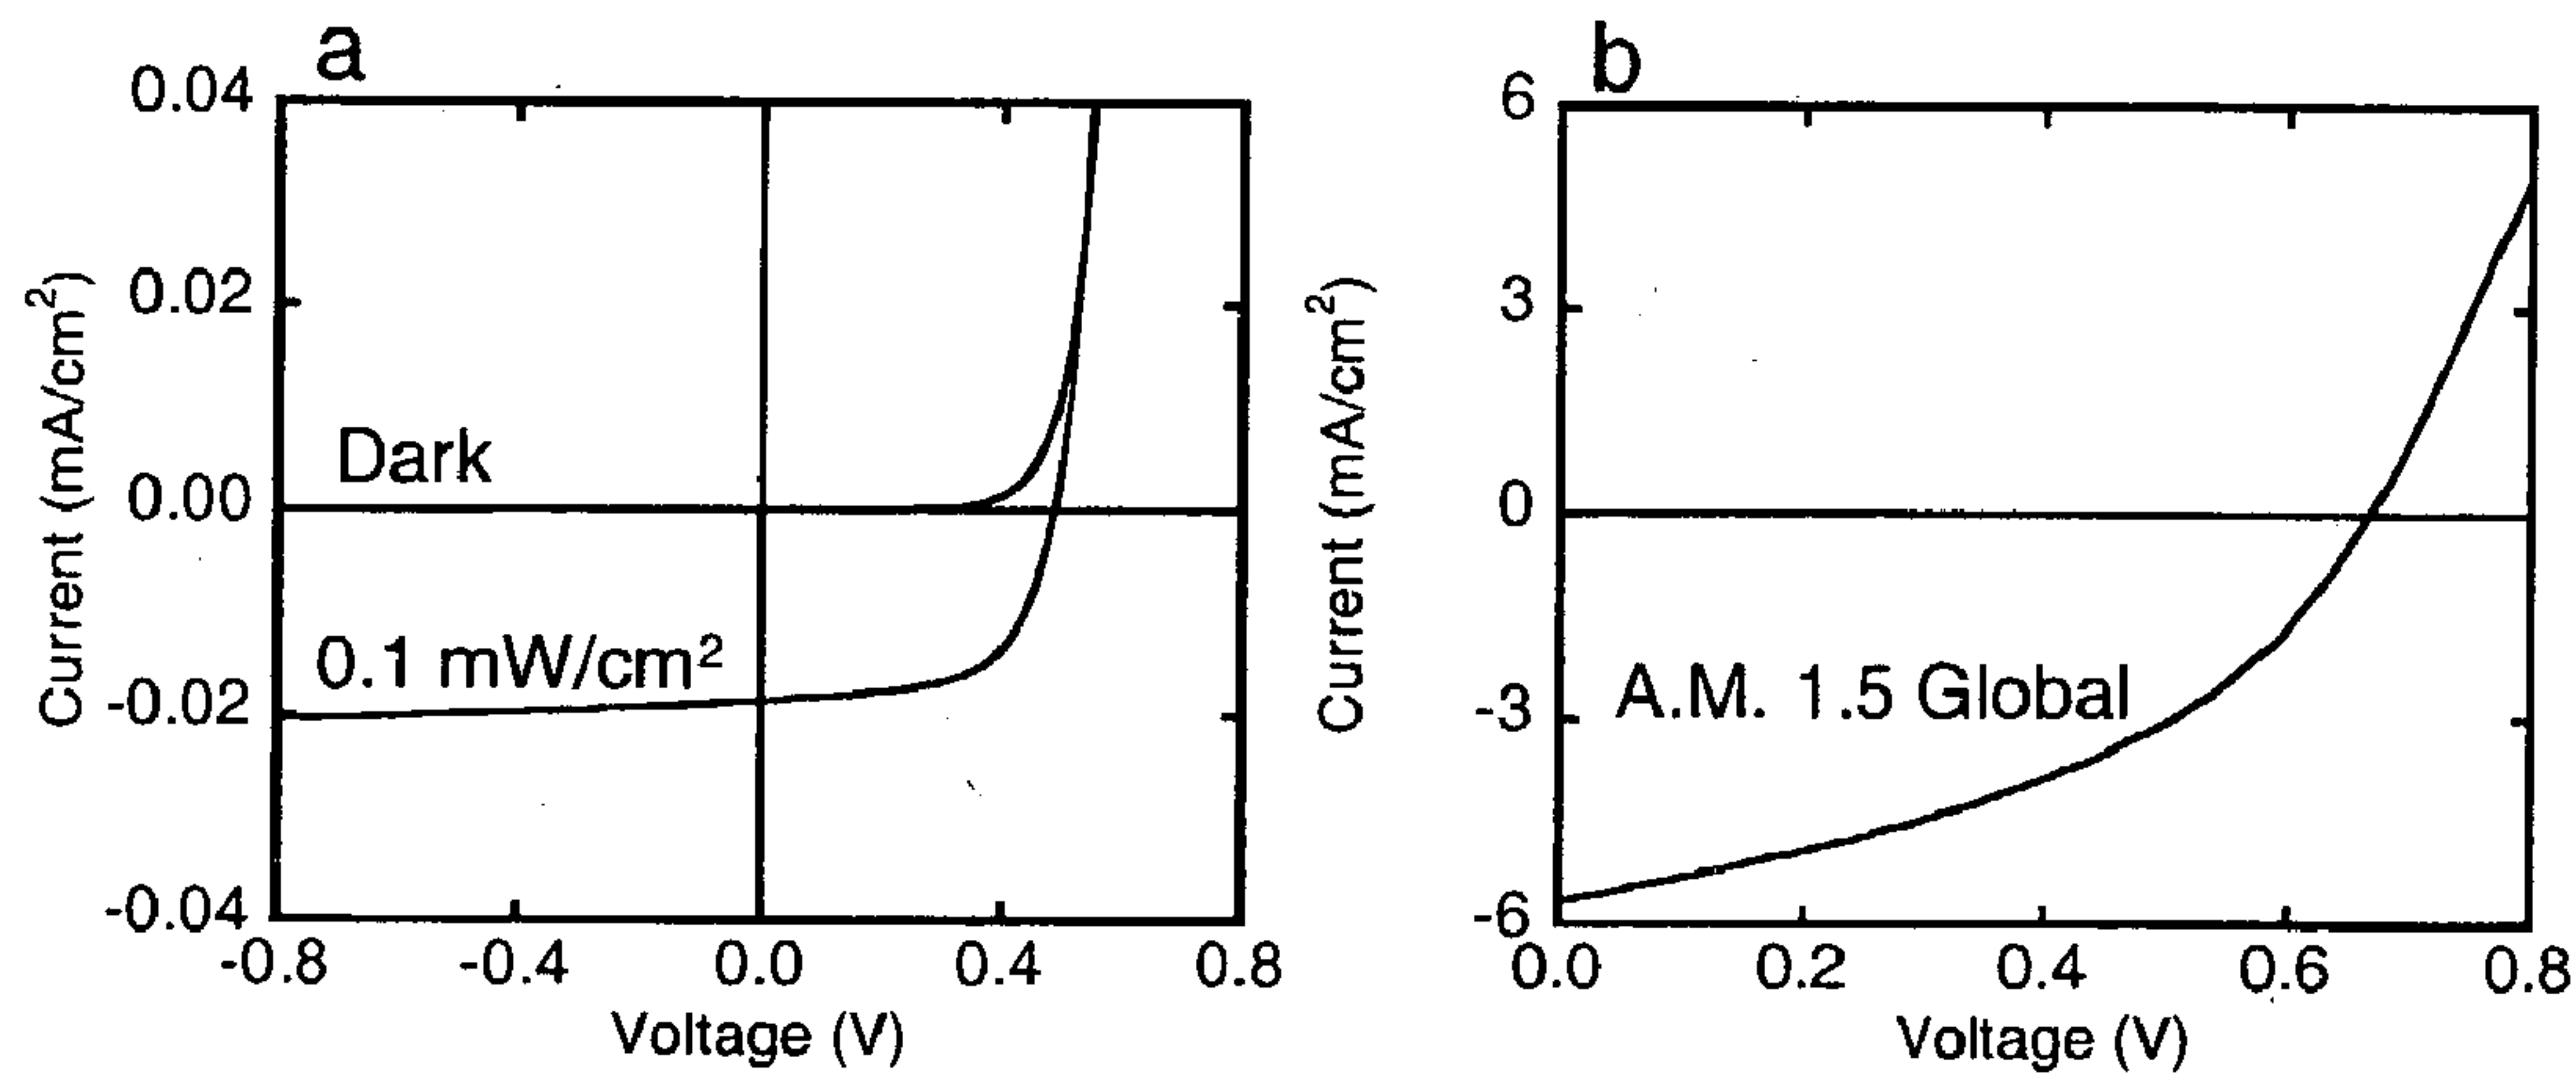 a
0.04
0.02
0.00
-0.02
-0.04
Current (mA/cm²)
Dark
0.1 mW/cm²
-0.8 -0.4 0.0 0.4 0.8
Voltage (V)
b
6
3
0
-3
-6
Current (mA/cm²)
A.M. 1.5 Global
0.0 0.2 0.4 0.6 0.8
Voltage (V)